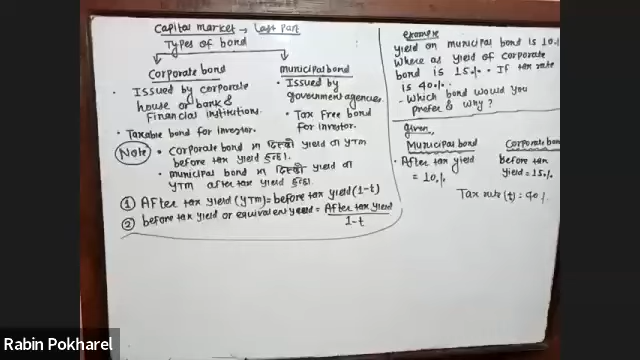 Capital market → Last Part
Types of bond
Corporate bond
• Issued by corporate
house or bank &
Financial institutions.
• Taxable bond for investor.
municipal bond
• Issued by
government agencies.
• Tax Free bond
for investor.
Note
• corporate bond मा दिएको yield वा YTM
before tax yield हुन्छ।
• municipal bond मा दिएको yield वा
YTM after tax yield हुन्छ।
① After tax yield (YTM) = before tax yield (1-t)
② before tax yield or equivalent yield = After tax yield
1-t
example
yield on municipal bond is 10.%
Where as yield of corporate
bond is 15.%. If tax rate
is 40.%.
- Which bond would you
prefer & why ?
given,
Municipal bond
• After tax yield
= 10.%
Corporate bond
before tax
yield = 15.%
Tax rate (t) = 40 %
Rabin Pokharel